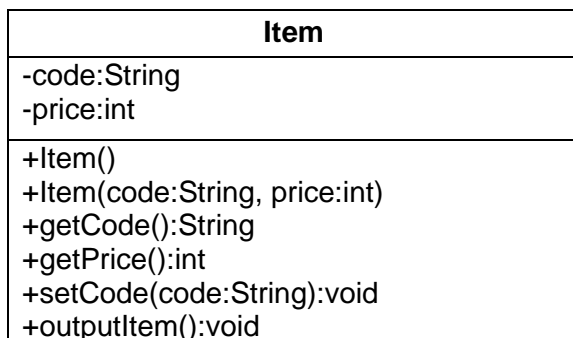 Item
-code:String
-price:int
+Item()
+Item(code:String, price:int)
+getCode():String
+getPrice():int
+setCode(code:String):void
+outputItem():void